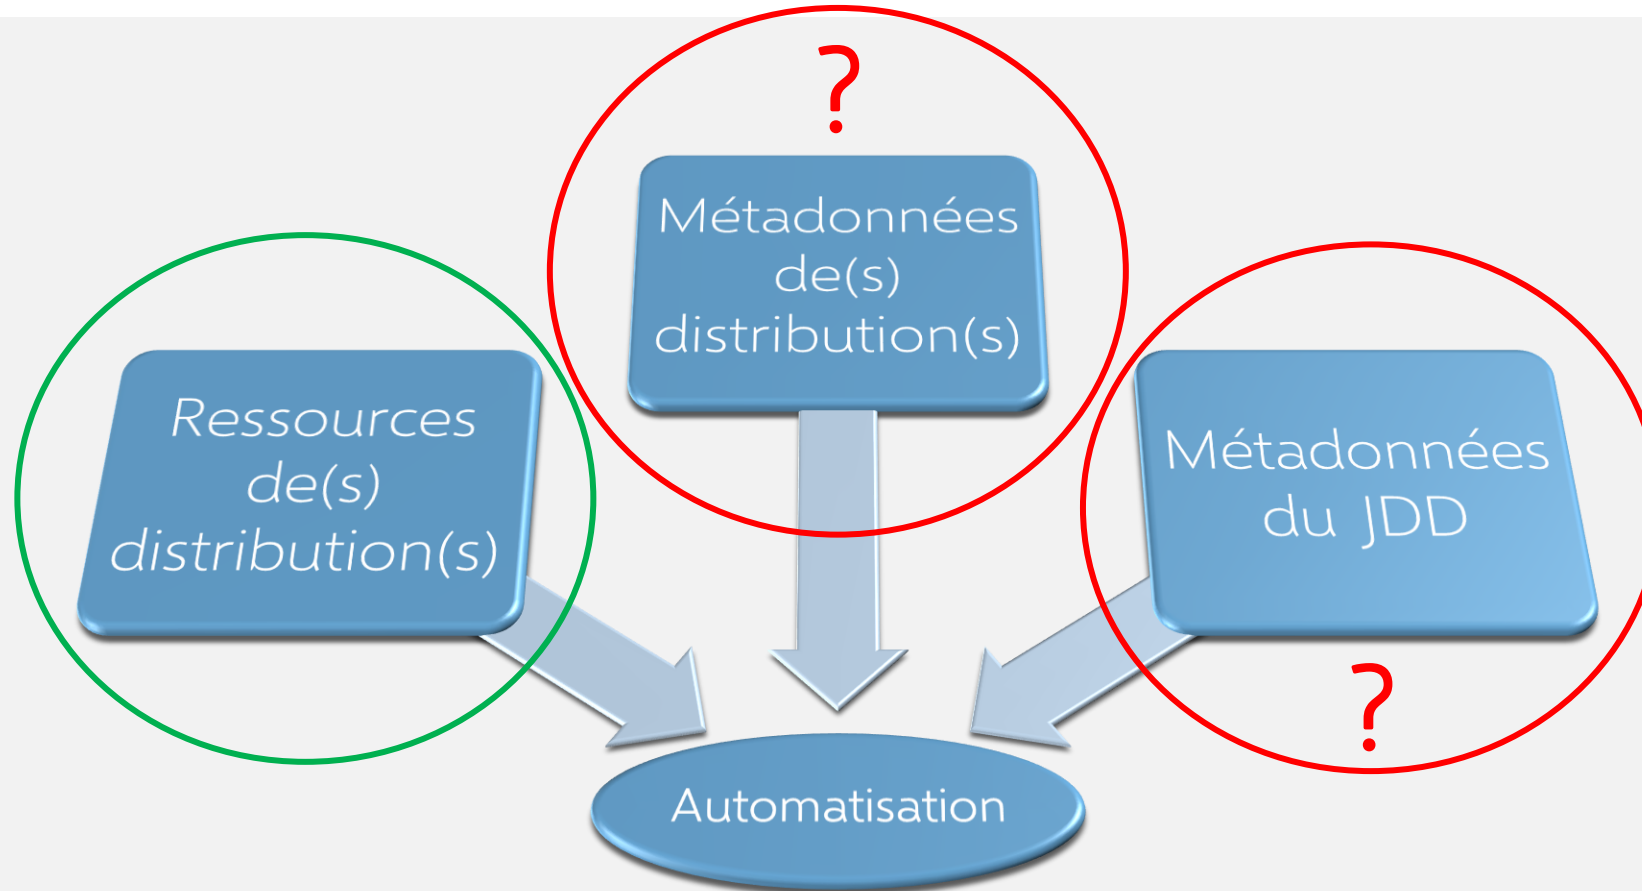 ?
Métadonnées
de(s)
distribution(s)
Ressources
de(s)
distribution(s)
Métadonnées
du JDD
?
Automatisation